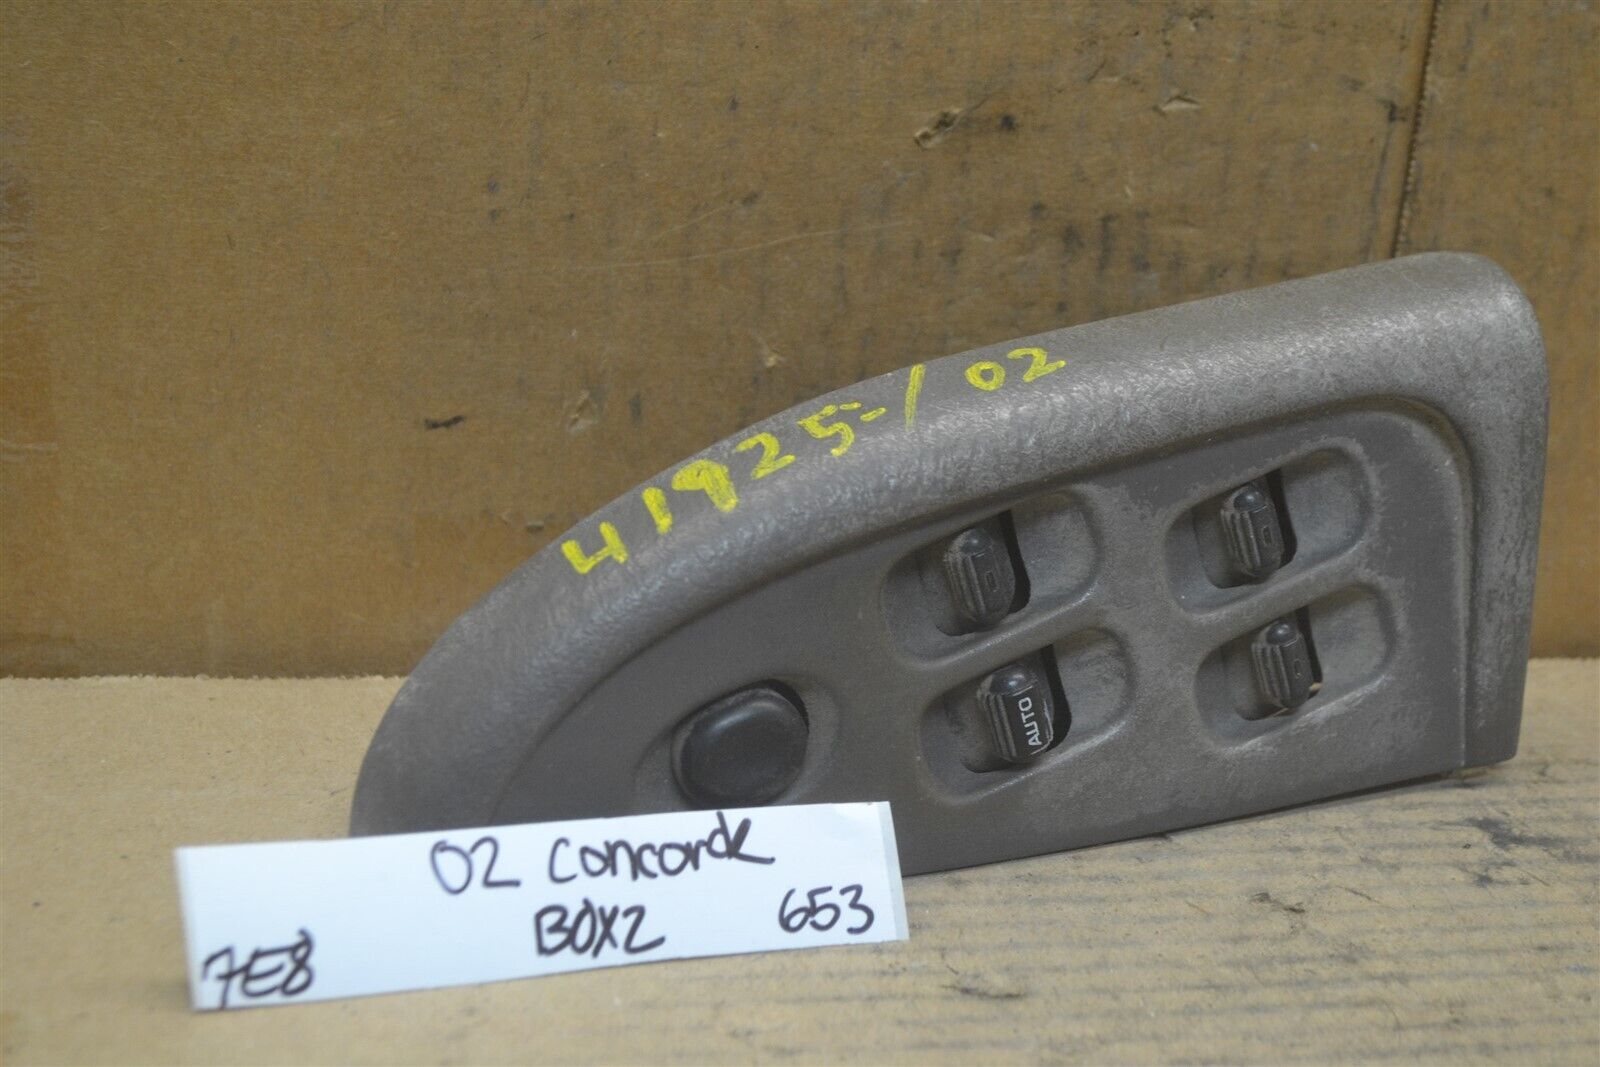 41925-/02
AUTO
02 Concorde
BOX2 653
7E8